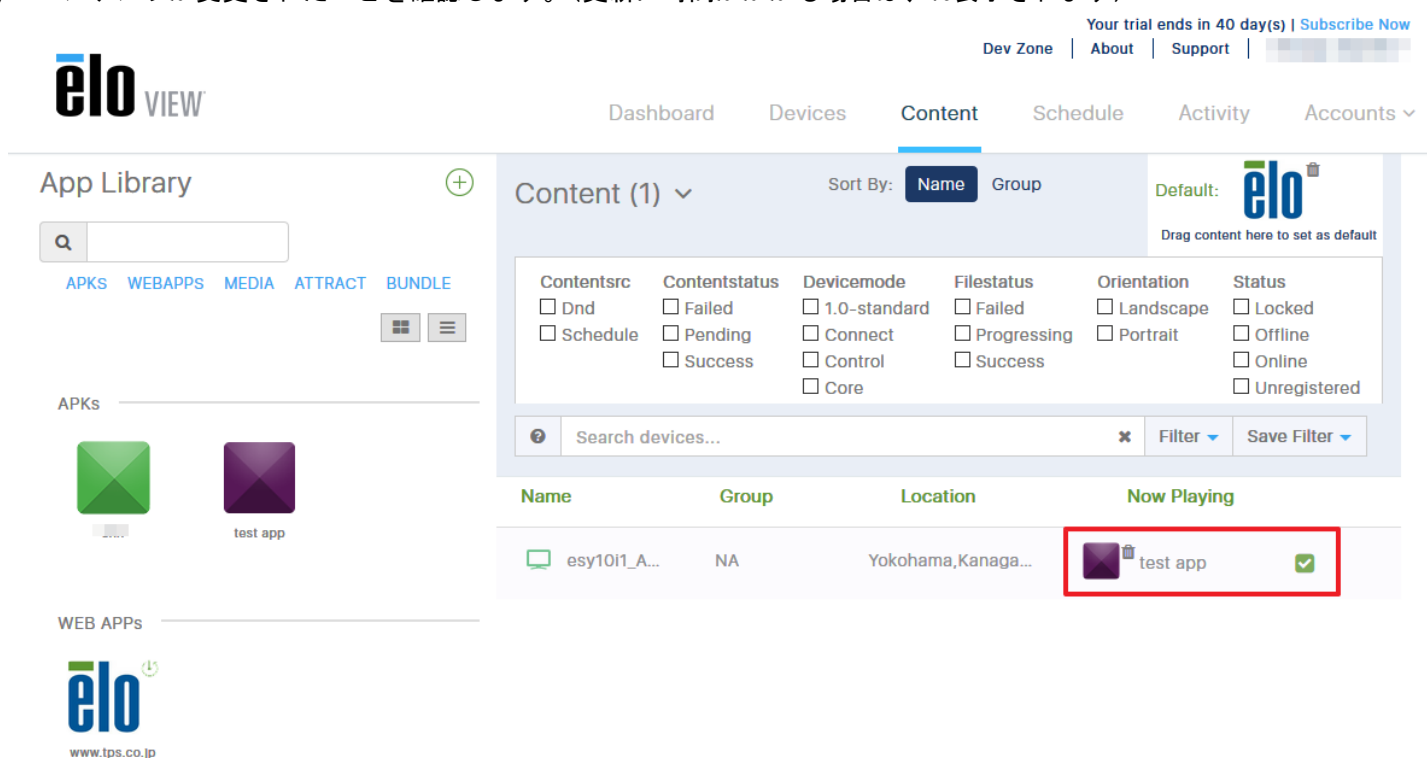 Your trial ends in 40 day(s) | Subscribe Now
Dev Zone | About | Support |
ēlo VIEW
Dashboard Devices Content Schedule Activity Accounts
App Library
Content (1)
Sort By: Name Group
Default: ēlo
Drag content here to set as default
APKS WEBAPPS MEDIA ATTRACT BUNDLE
Contentsrc Contentstatus Devicemode Filestatus Orientation Status
Dnd Failed 1.0-standard Failed Landscape Locked
Schedule Pending Connect Progressing Portrait Offline
Success Control Success Online
Core Unregistered
APKs
Search devices... Filter Save Filter
Name Group Location Now Playing
test app
esy10i1_A... NA Yokohama,Kanaga... test app
WEB APPs
ēlo
www.tps.co.jp